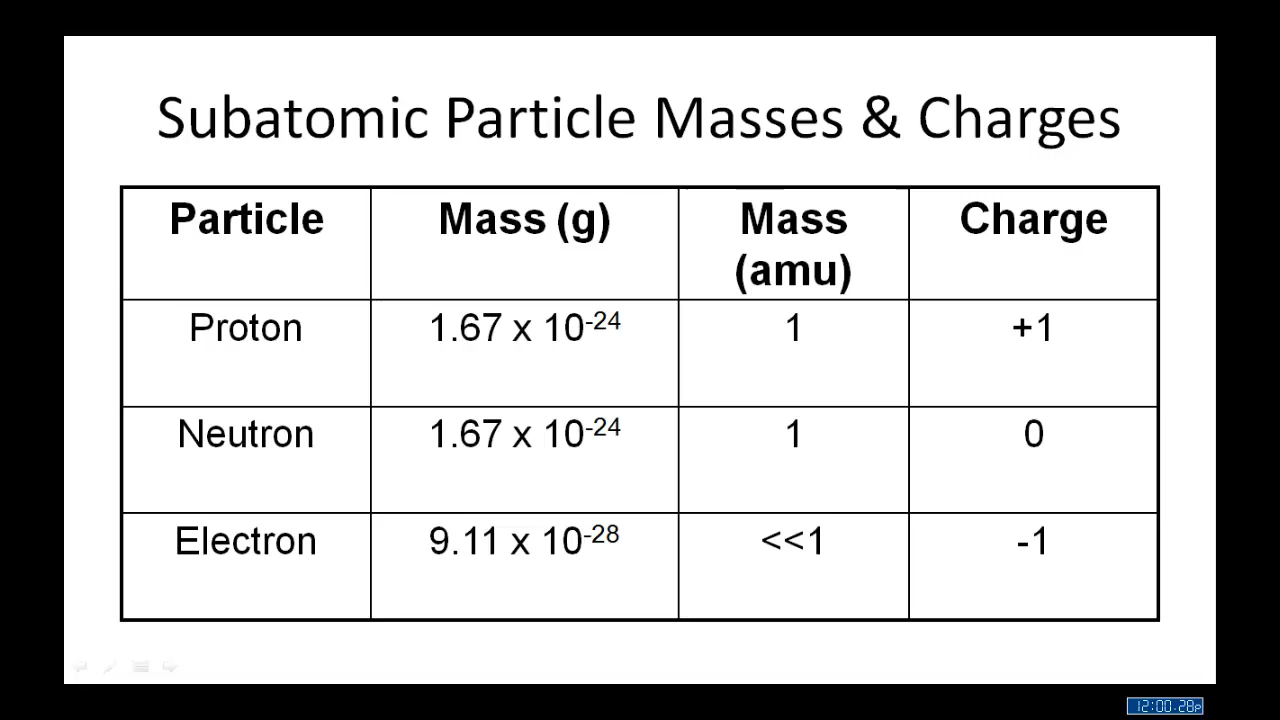 Subatomic Particle Masses & Charges
Particle Mass (g) Mass (amu) Charge
Proton 1.67 x 10⁻²⁴ 1 +1
Neutron 1.67 x 10⁻²⁴ 1 0
Electron 9.11 x 10⁻²⁸ <<1 -1
12:00:28p